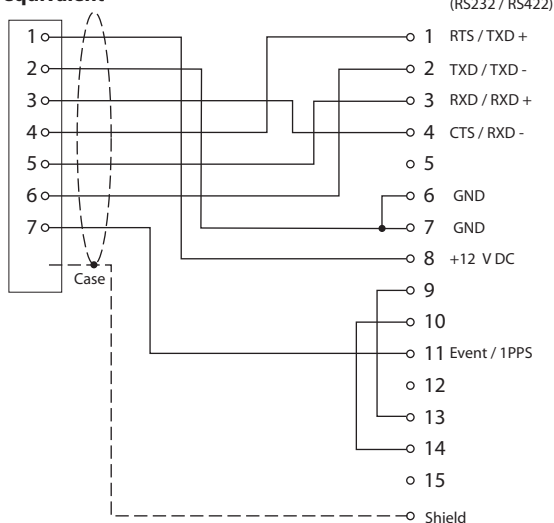 equivalent
(RS232 / RS422)
1
2
3
4
5
6
7
Case
1 RTS / TXD +
2 TXD / TXD -
3 RXD / RXD +
4 CTS / RXD -
5
6 GND
7 GND
8 +12 V DC
9
10
11 Event / 1PPS
12
13
14
15
Shield